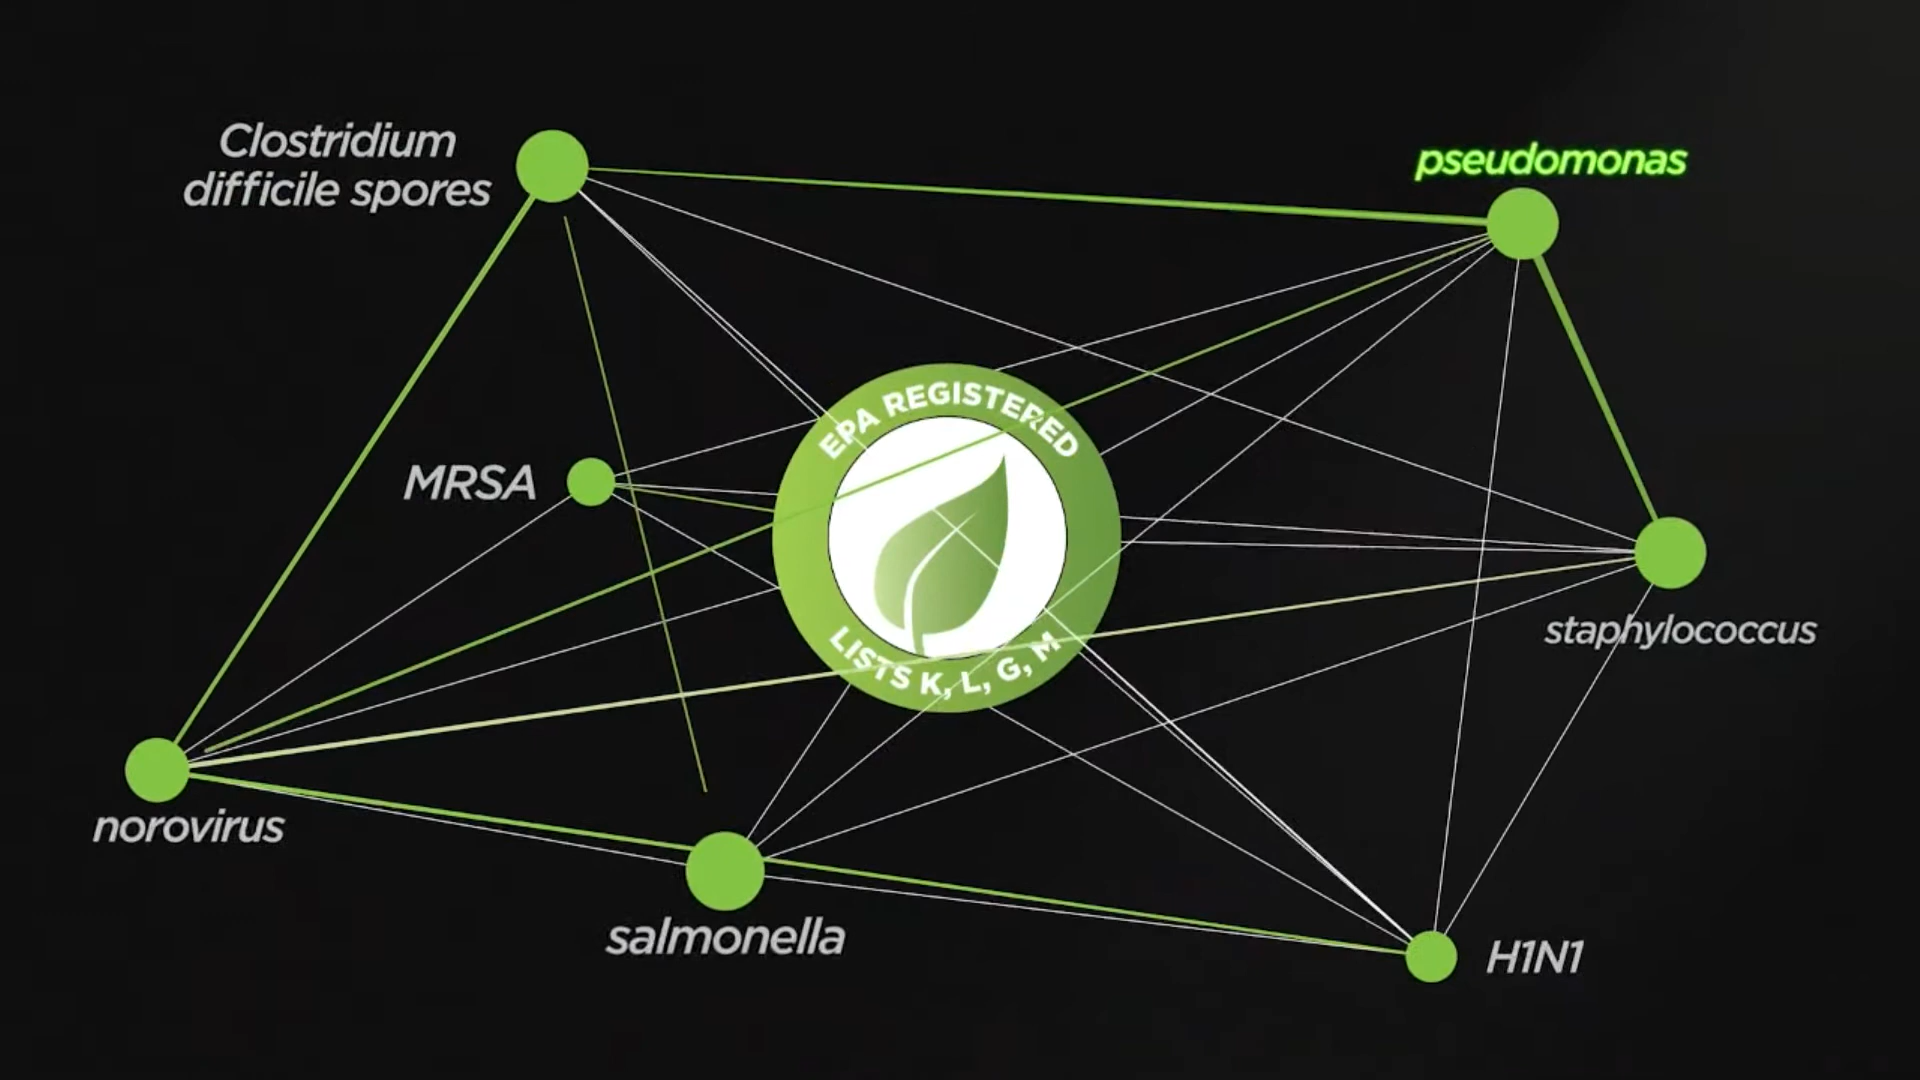 Clostridium
difficile spores
pseudomonas
EPA REGISTERED
MRSA
LISTS K, L, G, M
staphylococcus
norovirus
salmonella
H1N1